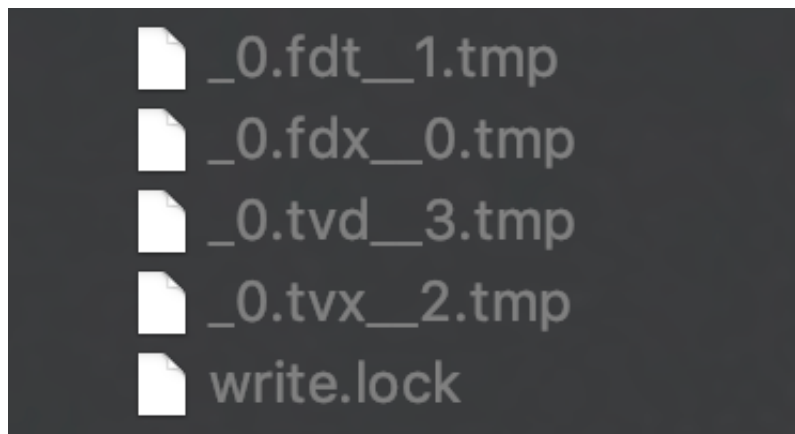 _0.fdt__1.tmp
_0.fdx__0.tmp
_0.tvd__3.tmp
_0.tvx__2.tmp
write.lock